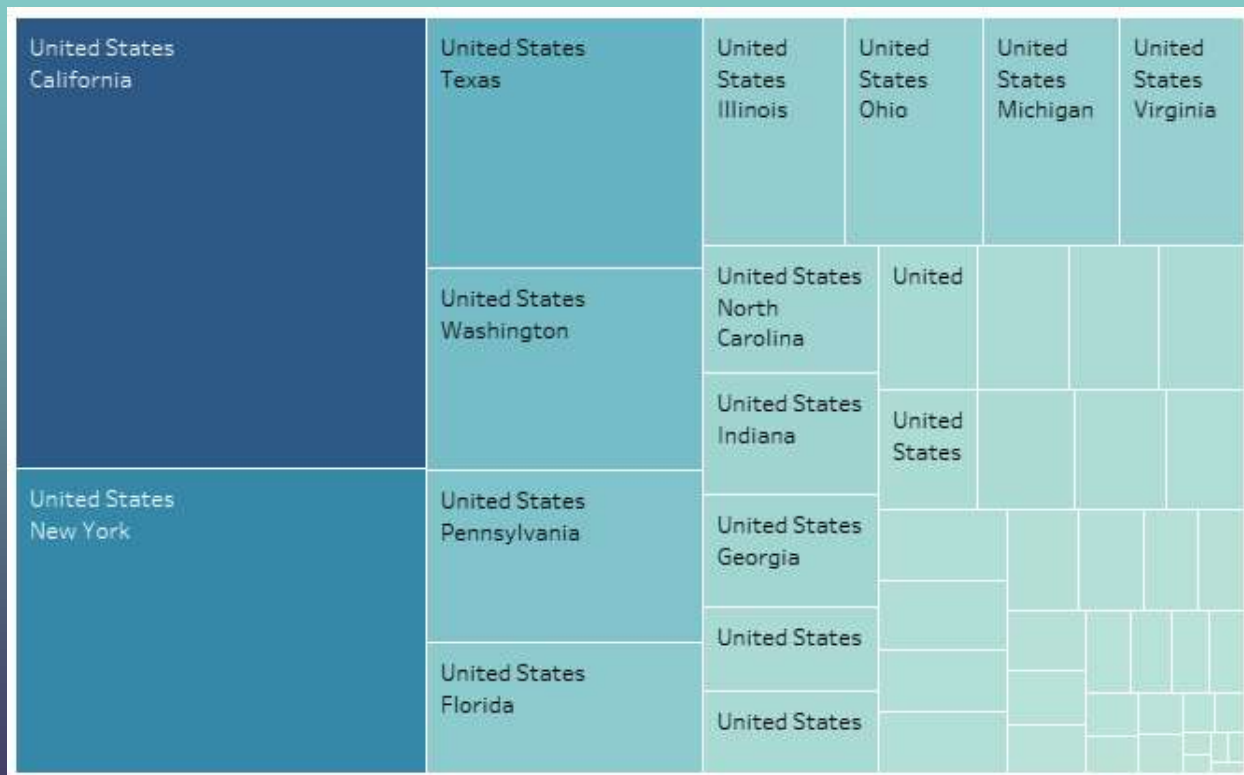 United States
California
United States
New York
United States
Texas
United States
Washington
United States
Pennsylvania
United States
Florida
United
States
Illinois
United
States
Ohio
United
States
Michigan
United
States
Virginia
United States
North
Carolina
United States
Indiana
United States
Georgia
United States
United States
United
United
States